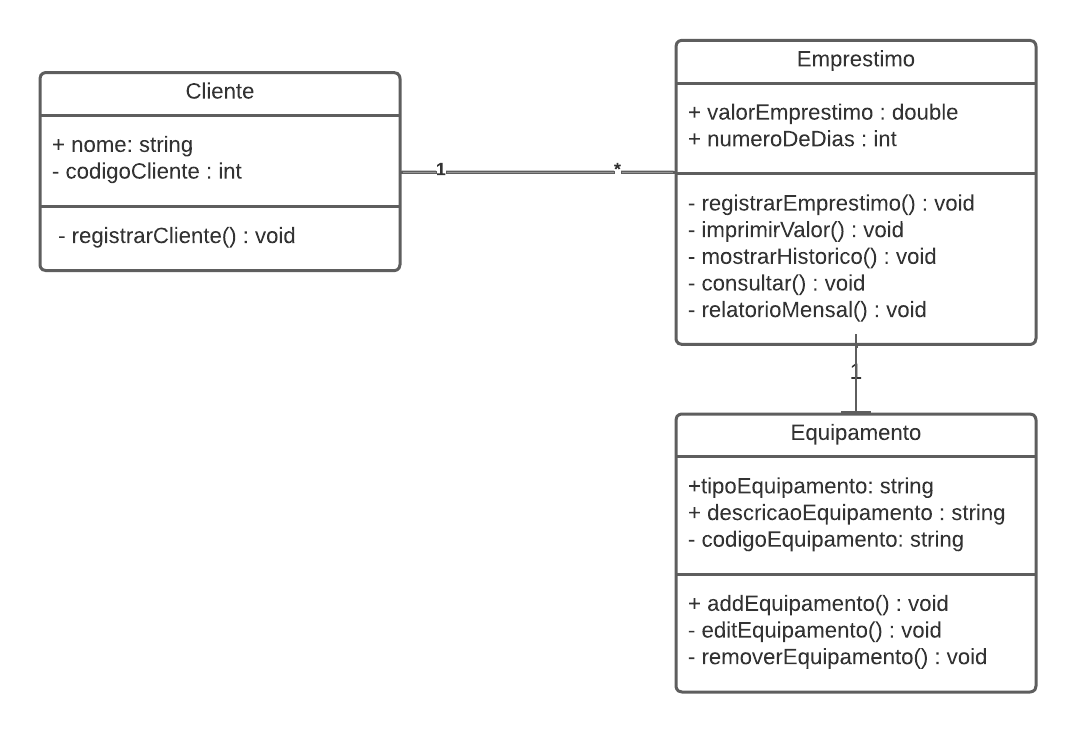 Cliente
+ nome: string
- codigoCliente : int
- registrarCliente() : void
1
*
Emprestimo
+ valorEmprestimo : double
+ numeroDeDias : int
- registrarEmprestimo() : void
- imprimirValor() : void
- mostrarHistorico() : void
- consultar() : void
- relatorioMensal() : void
1
Equipamento
+tipoEquipamento: string
+ descricaoEquipamento : string
- codigoEquipamento: string
+ addEquipamento() : void
- editEquipamento() : void
- removerEquipamento() : void